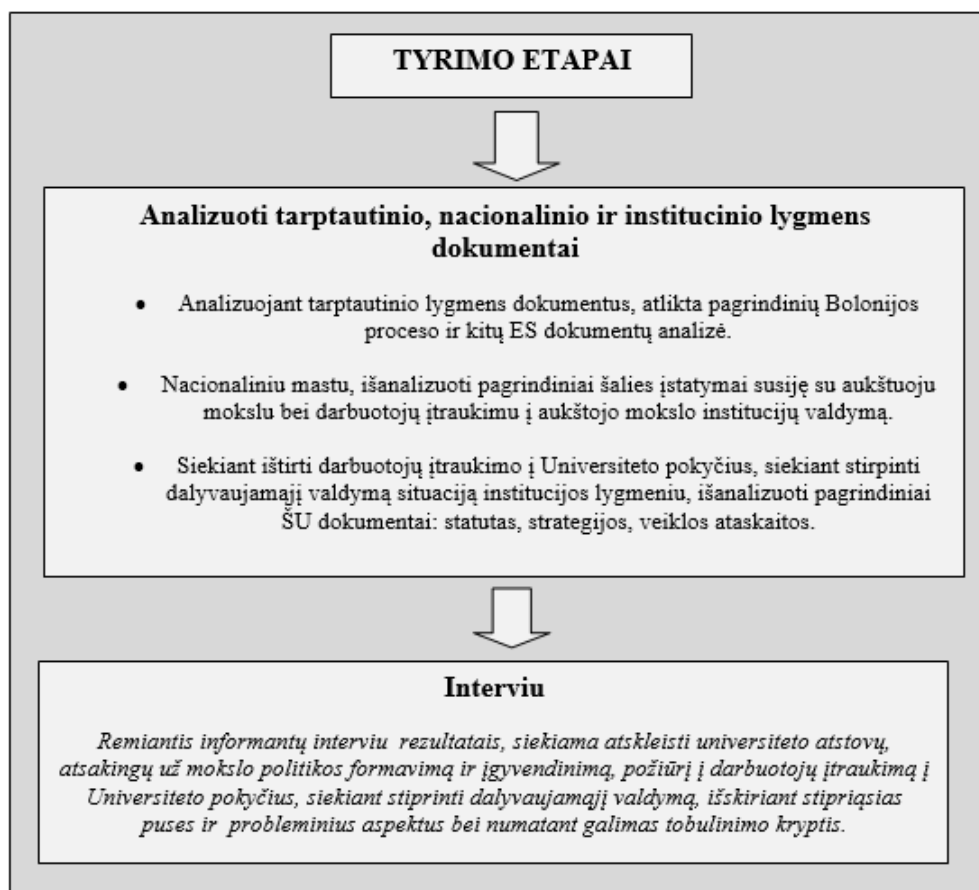 TYRIMO ETAPAI
Analizuoti tarptautinio, nacionalinio ir institucinio lygmens
dokumentai
• Analizuojant tarptautinio lygmens dokumentus, atlikta pagrindinių Bolonijos
proceso ir kitų ES dokumentų analizė.
• Nacionaliniu mastu, išanalizuoti pagrindiniai šalies įstatymai susiję su aukštuoju
mokslu bei darbuotojų įtraukimu į aukštojo mokslo institucijų valdymą.
• Siekiant ištirti darbuotojų įtraukimo į Universiteto pokyčius, siekiant stirpinti
dalyvaujamąjį valdymą situaciją institucijos lygmeniu, išanalizuoti pagrindiniai
ŠU dokumentai: statutas, strategijos, veiklos ataskaitos.
Interviu
Remiantis informantų interviu rezultatais, siekiama atskleisti universiteto atstovų,
atsakingų už mokslo politikos formavimą ir įgyvendinimą, požiūrį į darbuotojų įtraukimą į
Universiteto pokyčius, siekiant stiprinti dalyvaujamąjį valdymą, išskiriant stipriąsias
puses ir probleminius aspektus bei numatant galimas tobulinimo kryptis.